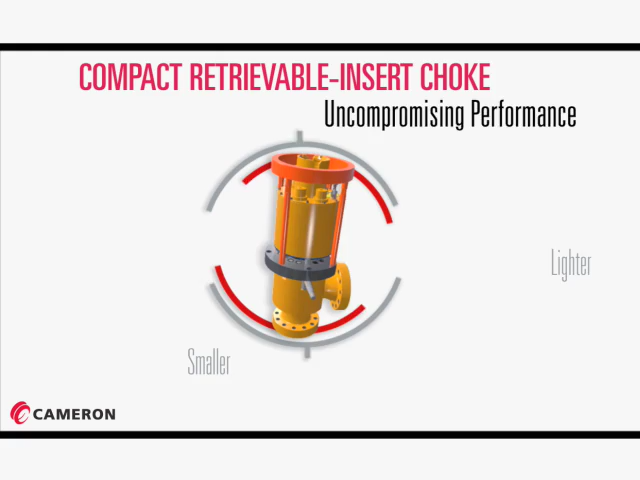 COMPACT RETRIEVABLE-INSERT CHOKE
Uncompromising Performance
Lighter
Smaller
CAMERON